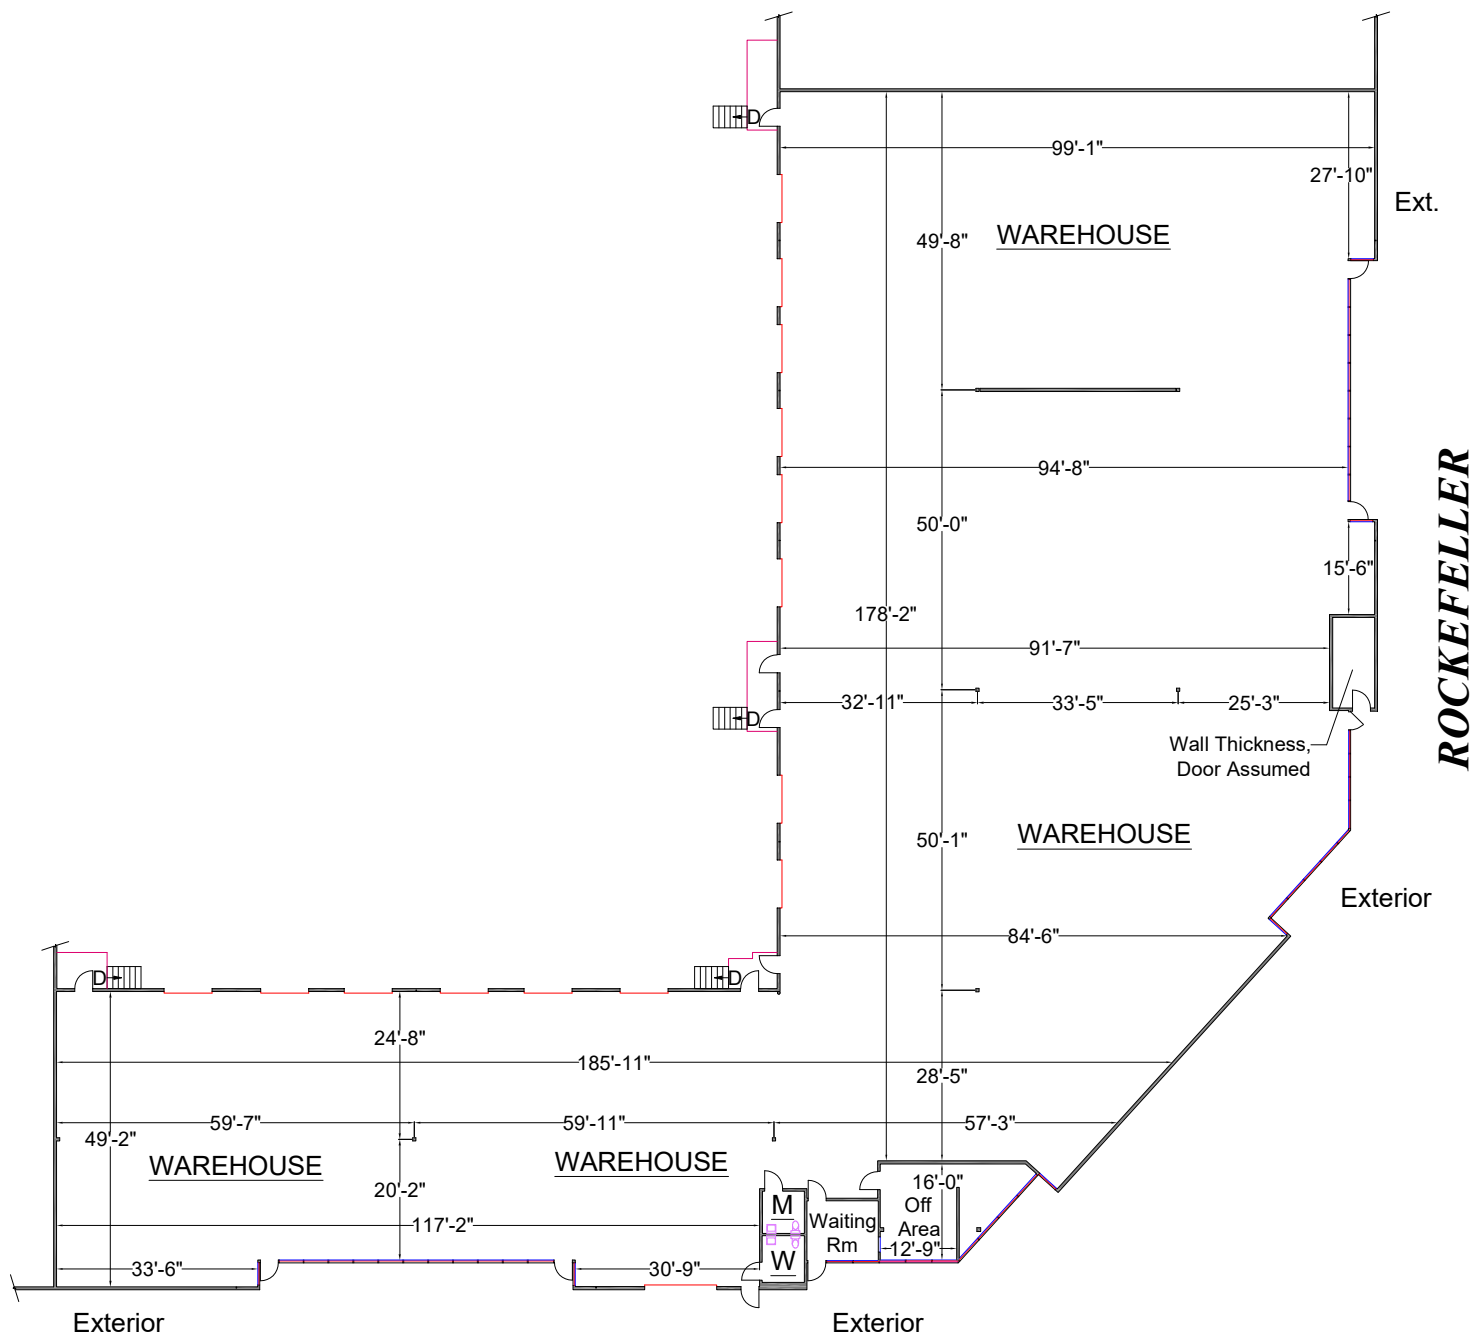 D
99'-1"
27'-10"
Ext.
49'-8"
WAREHOUSE
94'-8"
50'-0"
ROCKEFELLER
15'-6"
178'-2"
91'-7"
32'-11"
33'-5"
25'-3"
D
Wall Thickness,
Door Assumed
50'-1"
WAREHOUSE
Exterior
84'-6"
D
D
24'-8"
185'-11"
28'-5"
59'-7"
59'-11"
57'-3"
49'-2"
WAREHOUSE
WAREHOUSE
20'-2"
16'-0"
M
Off
Area
Waiting
Rm
117'-2"
12'-9"
W
33'-6"
30'-9"
Exterior
Exterior